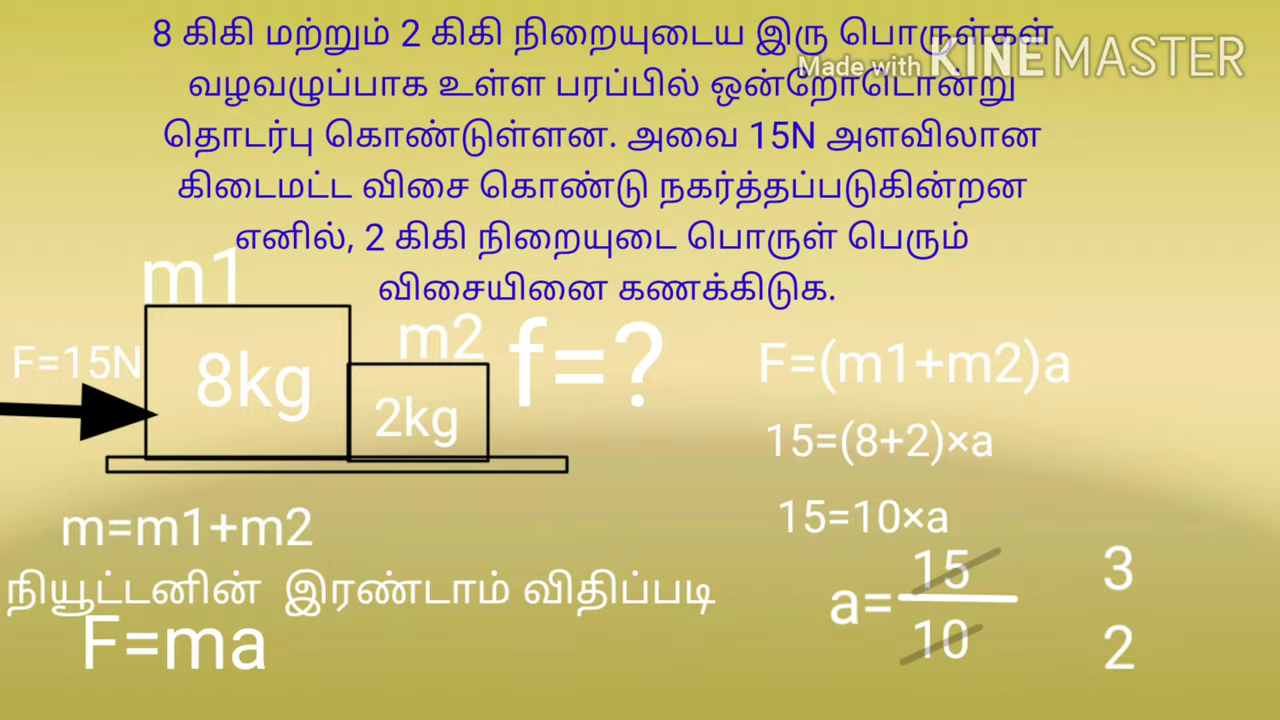 8 கிகி மற்றும் 2 கிகி நிறையுடைய இரு பொருள்கள்
Made with KINEMASTER
வழவழுப்பாக உள்ள பரப்பில் ஒன்றோடொன்று
தொடர்பு கொண்டுள்ளன. அவை 15N அளவிலான
கிடைமட்ட விசை கொண்டு நகர்த்தப்படுகின்றன
எனில், 2 கிகி நிறையுடை பொருள் பெரும்
விசையினை கணக்கிடுக.
m1
m2
f=?
F=15N
8kg
2kg
F=(m1+m2)a
15=(8+2)×a
m=m1+m2
15=10×a
நியூட்டனின் இரண்டாம் விதிப்படி
F=ma
a=
15
10
3
2